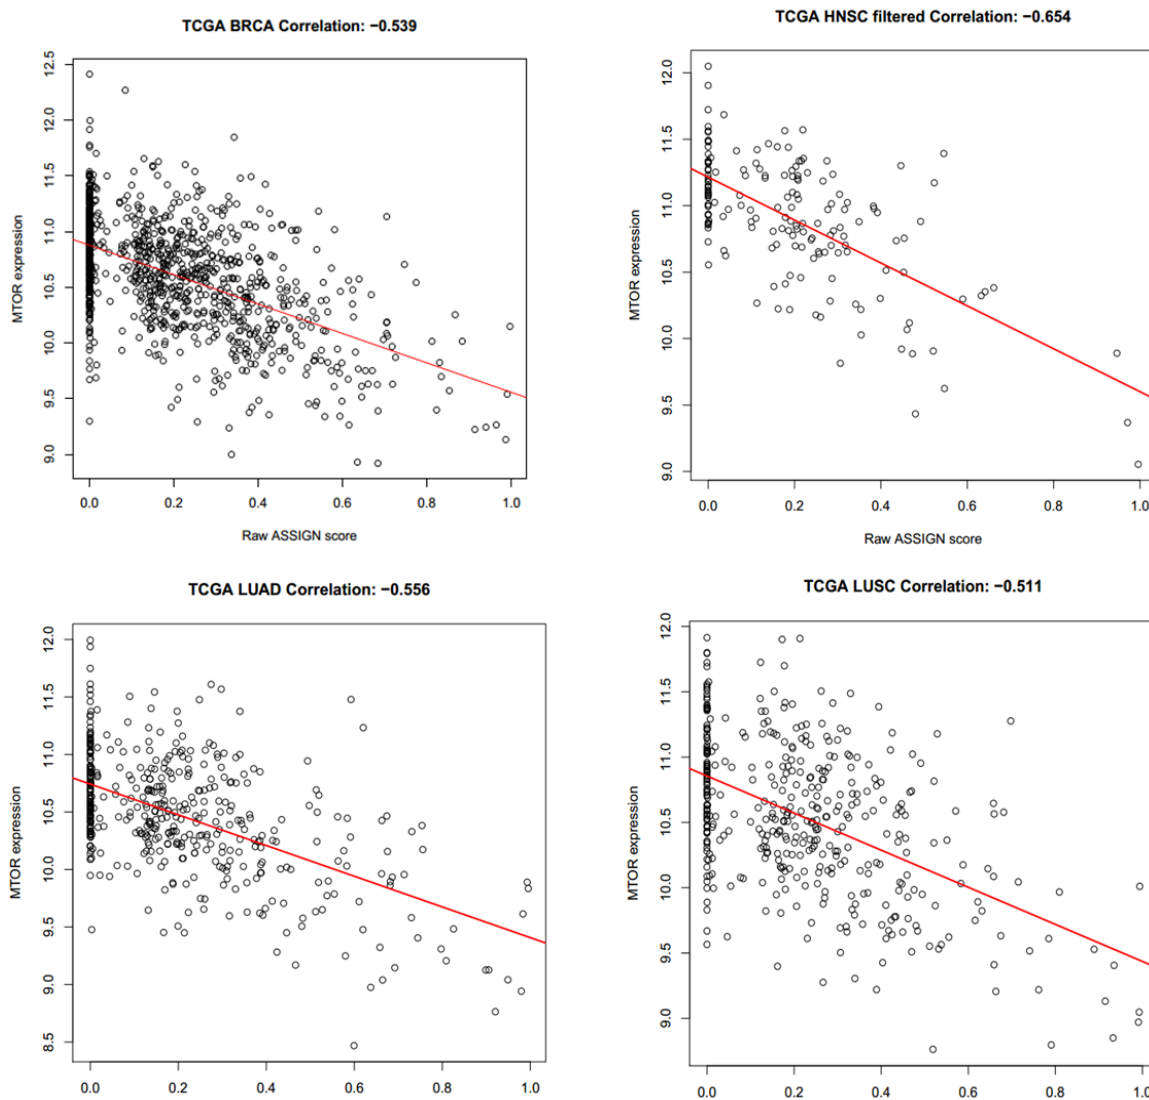 TCGA BRCA Correlation: −0.539
MTOR expression
12.5
12.0
11.5
11.0
10.5
10.0
9.5
9.0
0.0 0.2 0.4 0.6 0.8 1.0
Raw ASSIGN score
TCGA HNSC filtered Correlation: −0.654
MTOR expression
12.0
11.5
11.0
10.5
10.0
9.5
9.0
0.0 0.2 0.4 0.6 0.8 1.0
Raw ASSIGN score
TCGA LUAD Correlation: −0.556
MTOR expression
12.0
11.5
11.0
10.5
10.0
9.5
9.0
8.5
0.0 0.2 0.4 0.6 0.8 1.0
TCGA LUSC Correlation: −0.511
MTOR expression
12.0
11.5
11.0
10.5
10.0
9.5
9.0
0.0 0.2 0.4 0.6 0.8 1.0